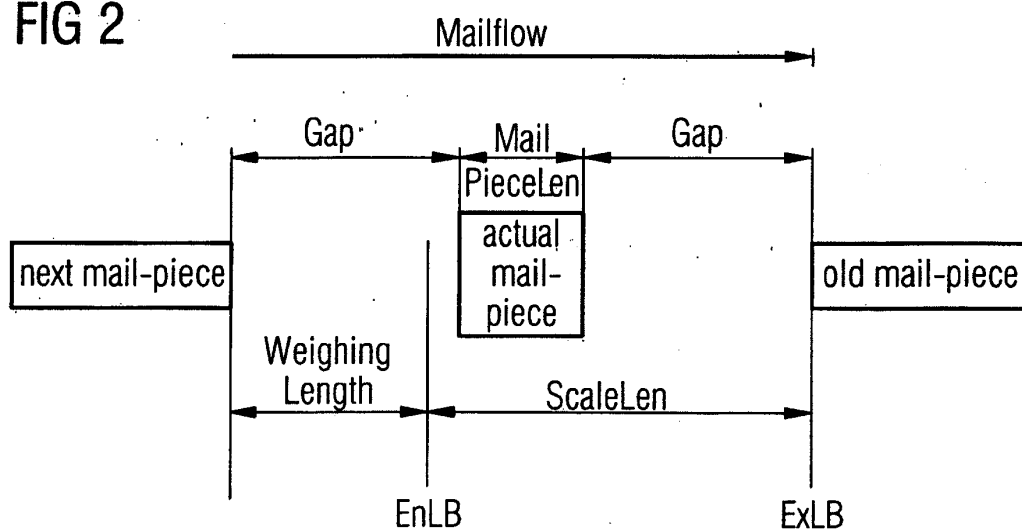 FIG 2
Mailflow
Gap
Mail
Gap
PieceLen
next mail-piece
actual
mail-
piece
old mail-piece
Weighing
Length
ScaleLen
EnLB
ExLB